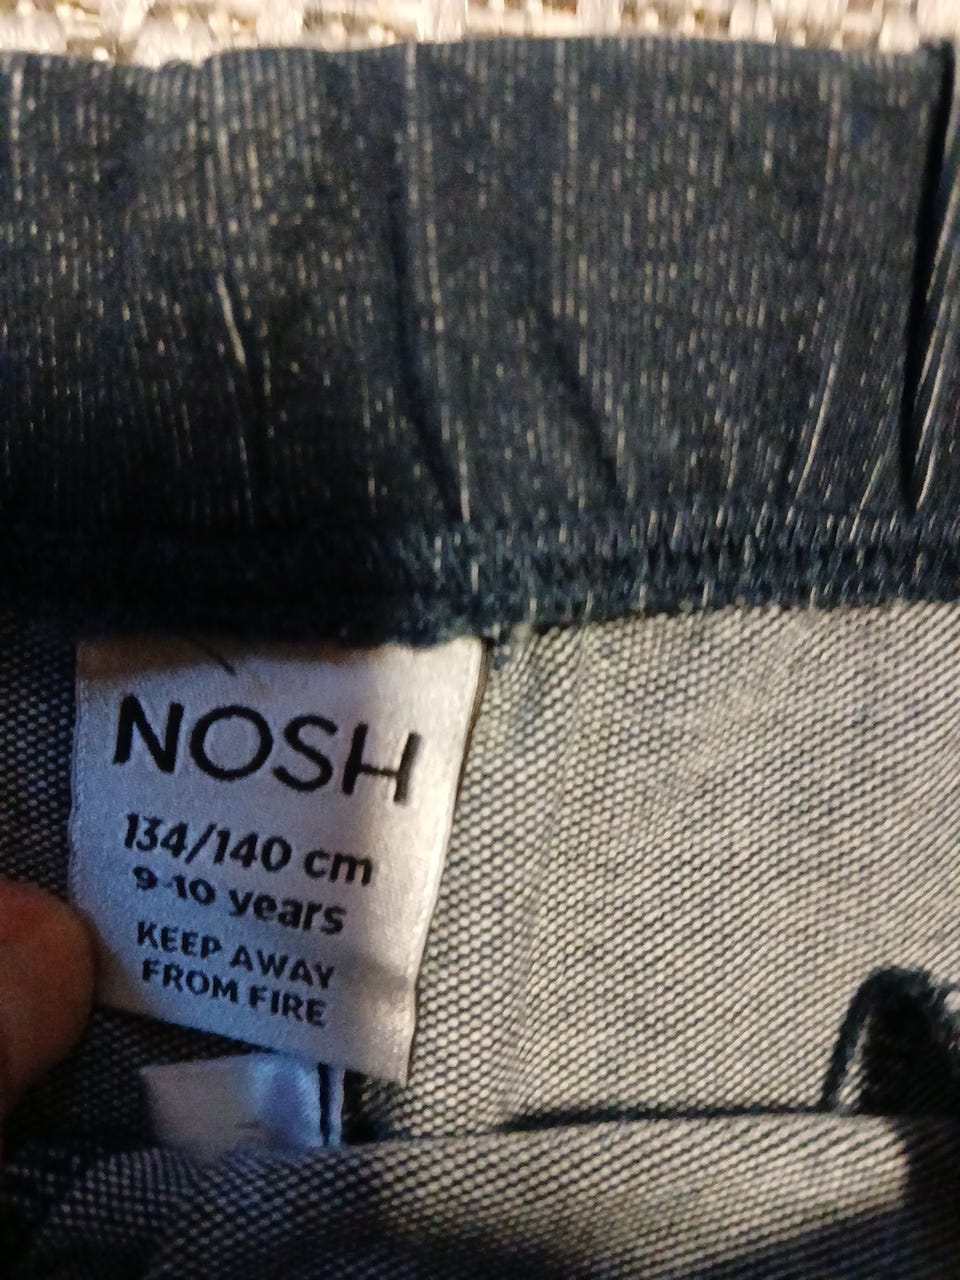 NOSH
134/140 cm
9-10 years
KEEP AWAY
FROM FIRE